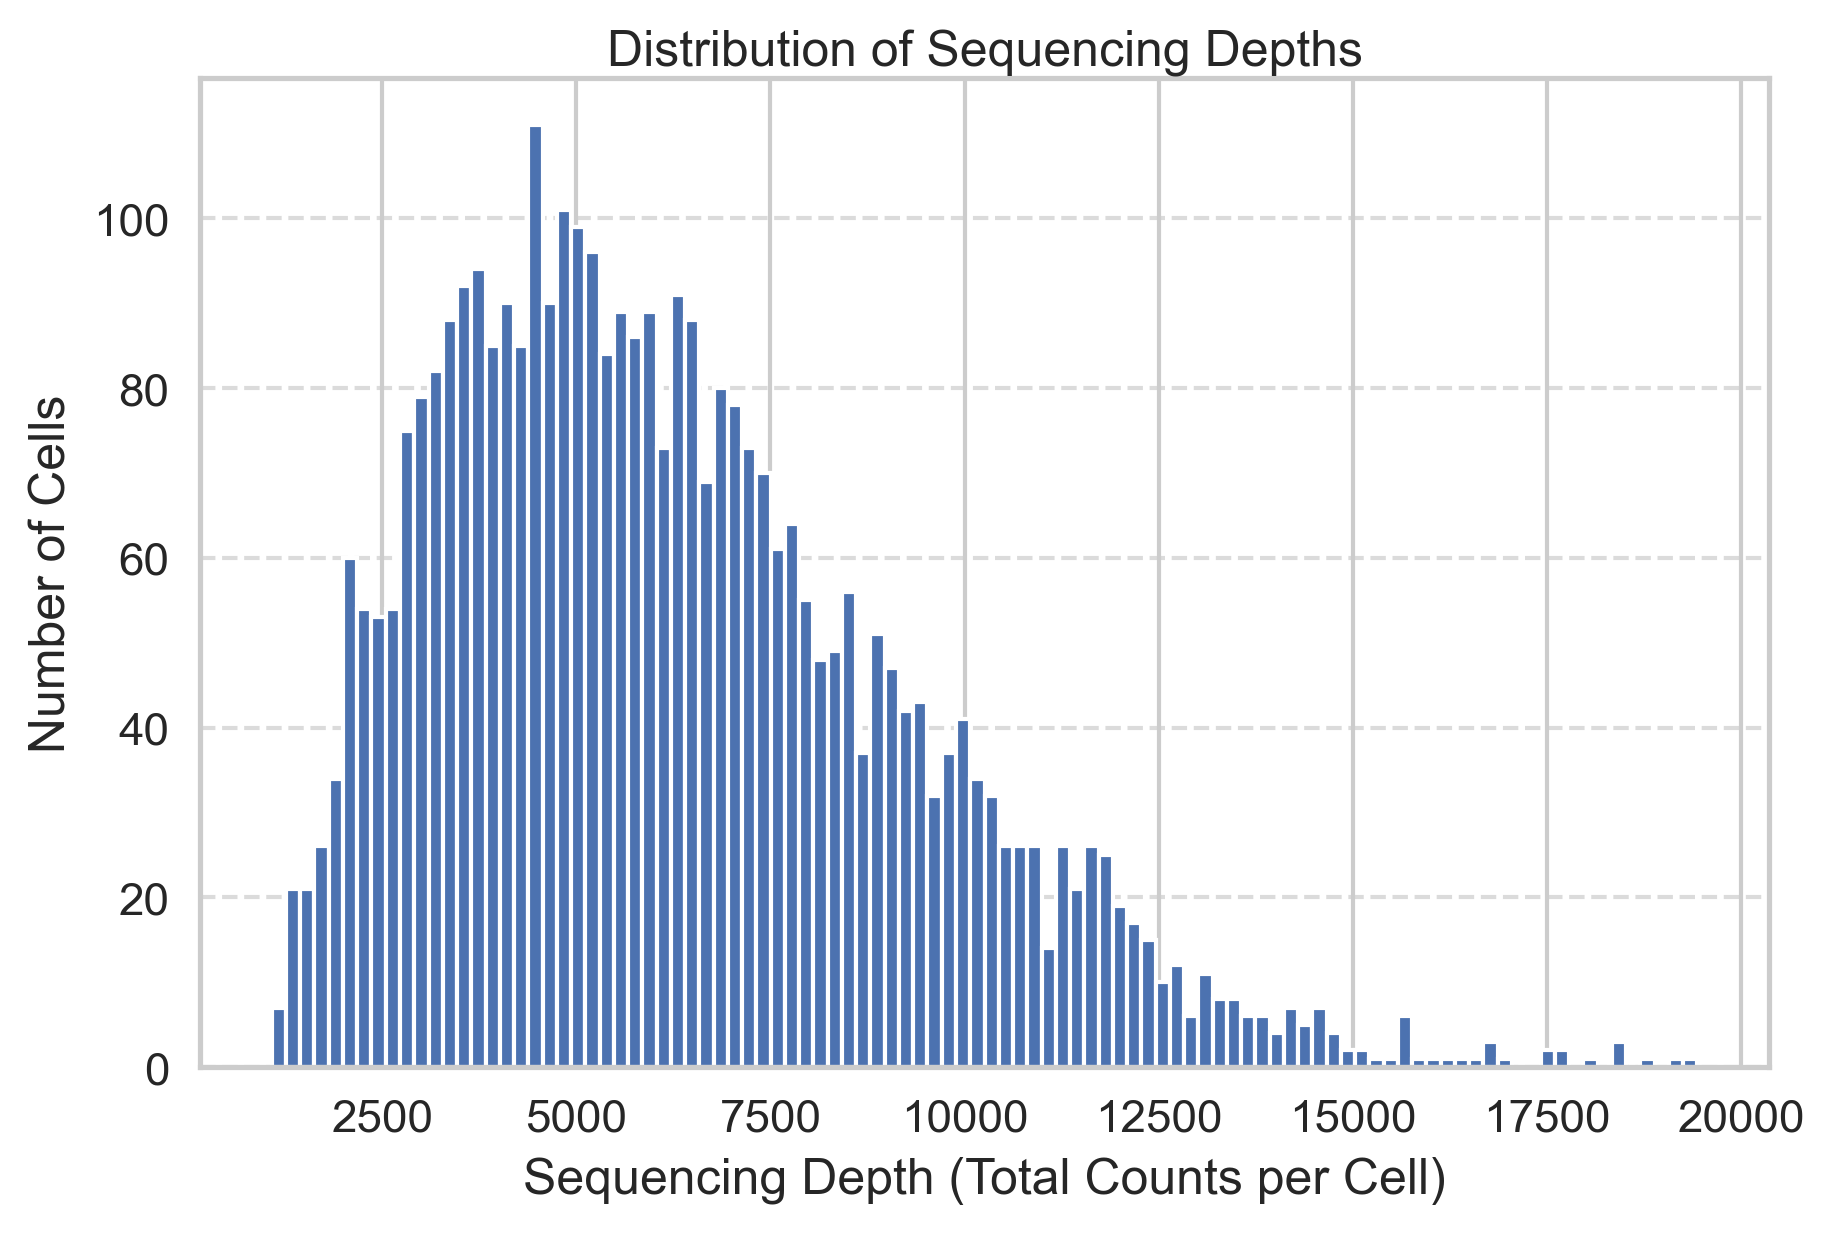 Distribution of Sequencing Depths
Number of Cells
100
80
60
40
20
0
2500 5000 7500 10000 12500 15000 17500 20000
Sequencing Depth (Total Counts per Cell)